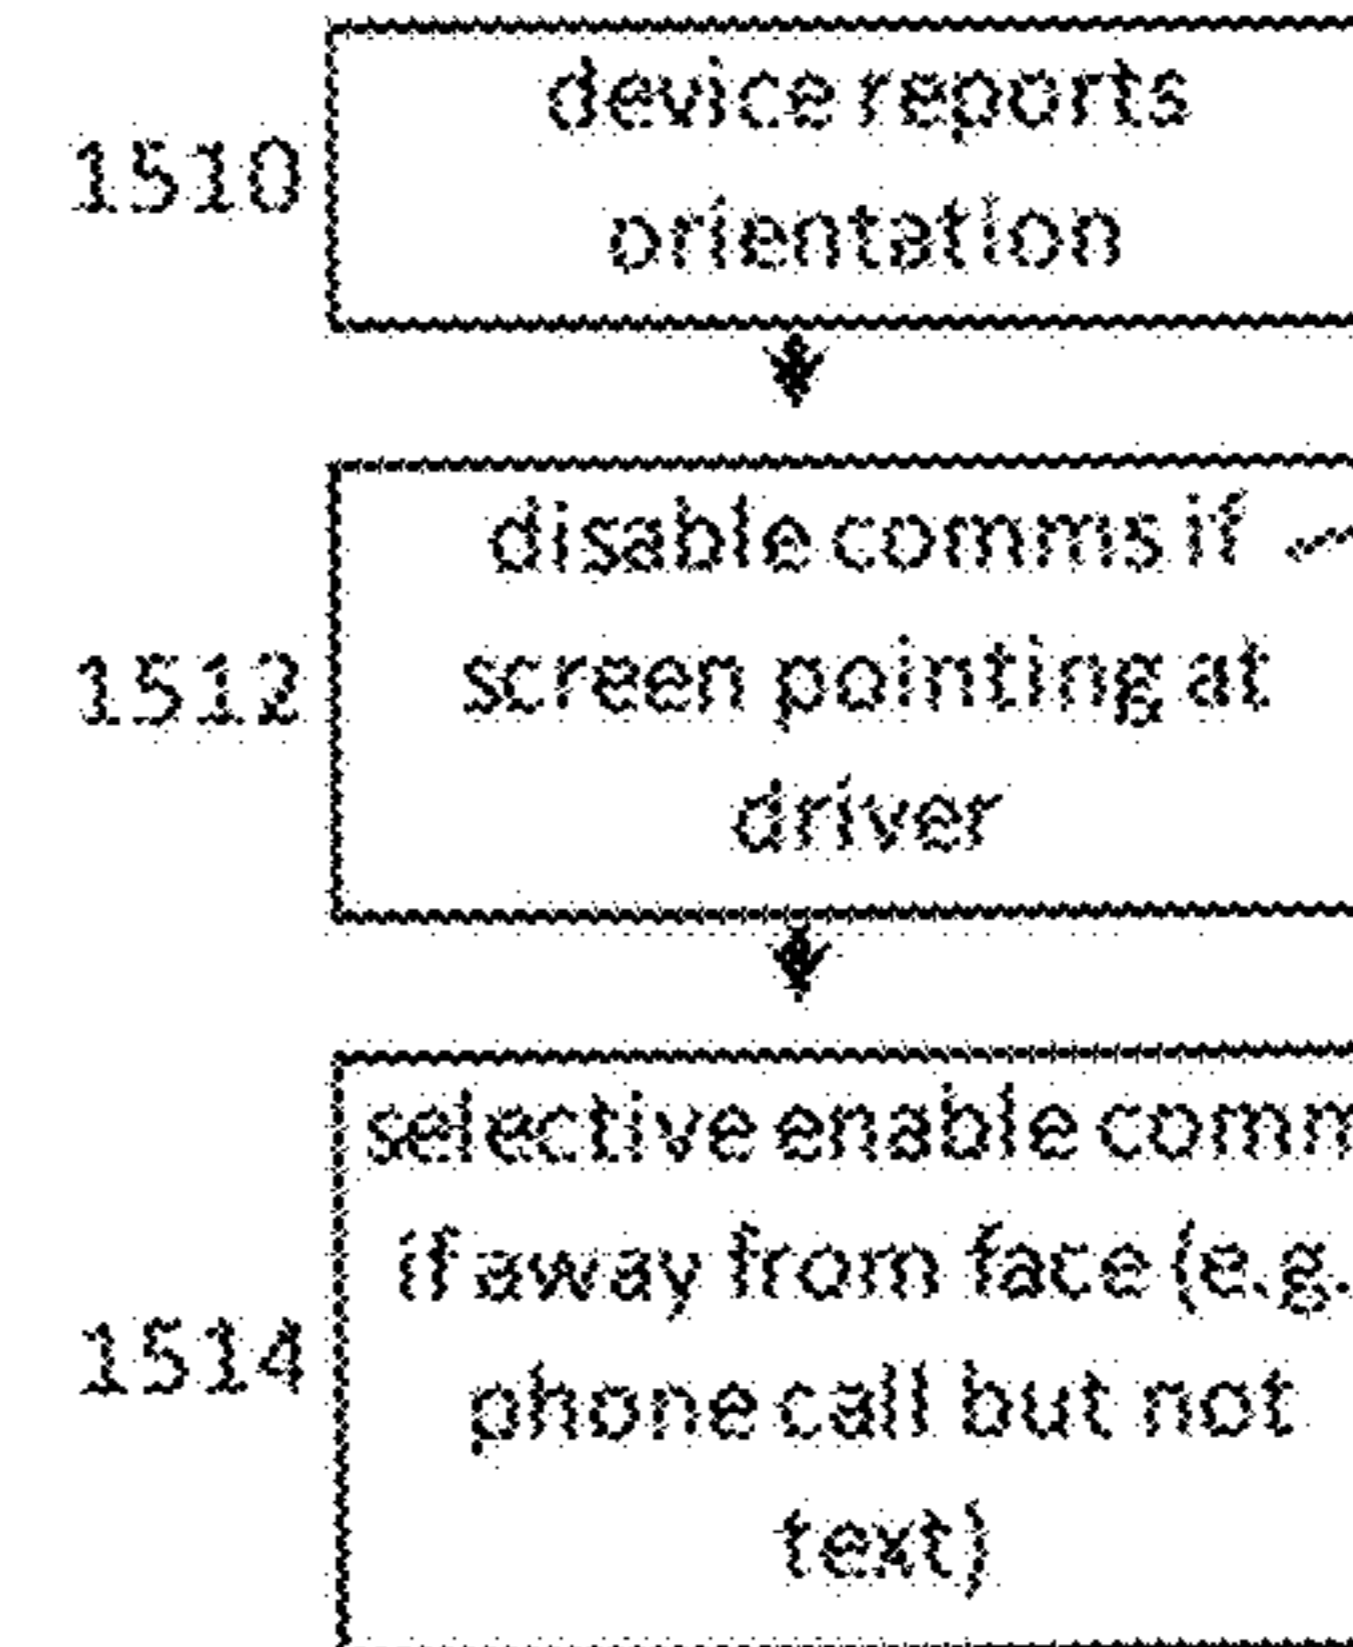 device reports
1510
orientation
disable comms if
screen pointing at
1512
driver
selective enable comm
if away from face (e.g.
1514
phone call but not
text)